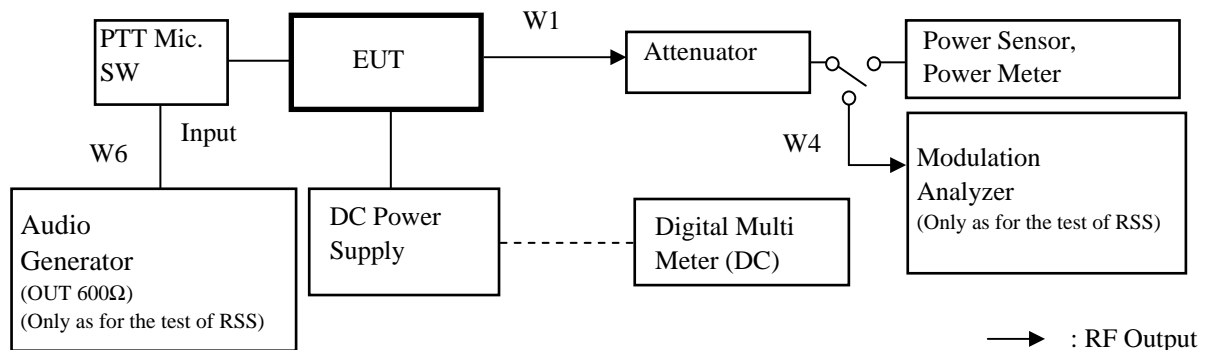 PTT Mic.
SW
EUT
W1
Attenuator
Power Sensor,
Power Meter
W6
Input
W4
Modulation
Analyzer
(Only as for the test of RSS)
Audio
Generator
(OUT 600Ω)
(Only as for the test of RSS)
DC Power
Supply
Digital Multi
Meter (DC)
: RF Output